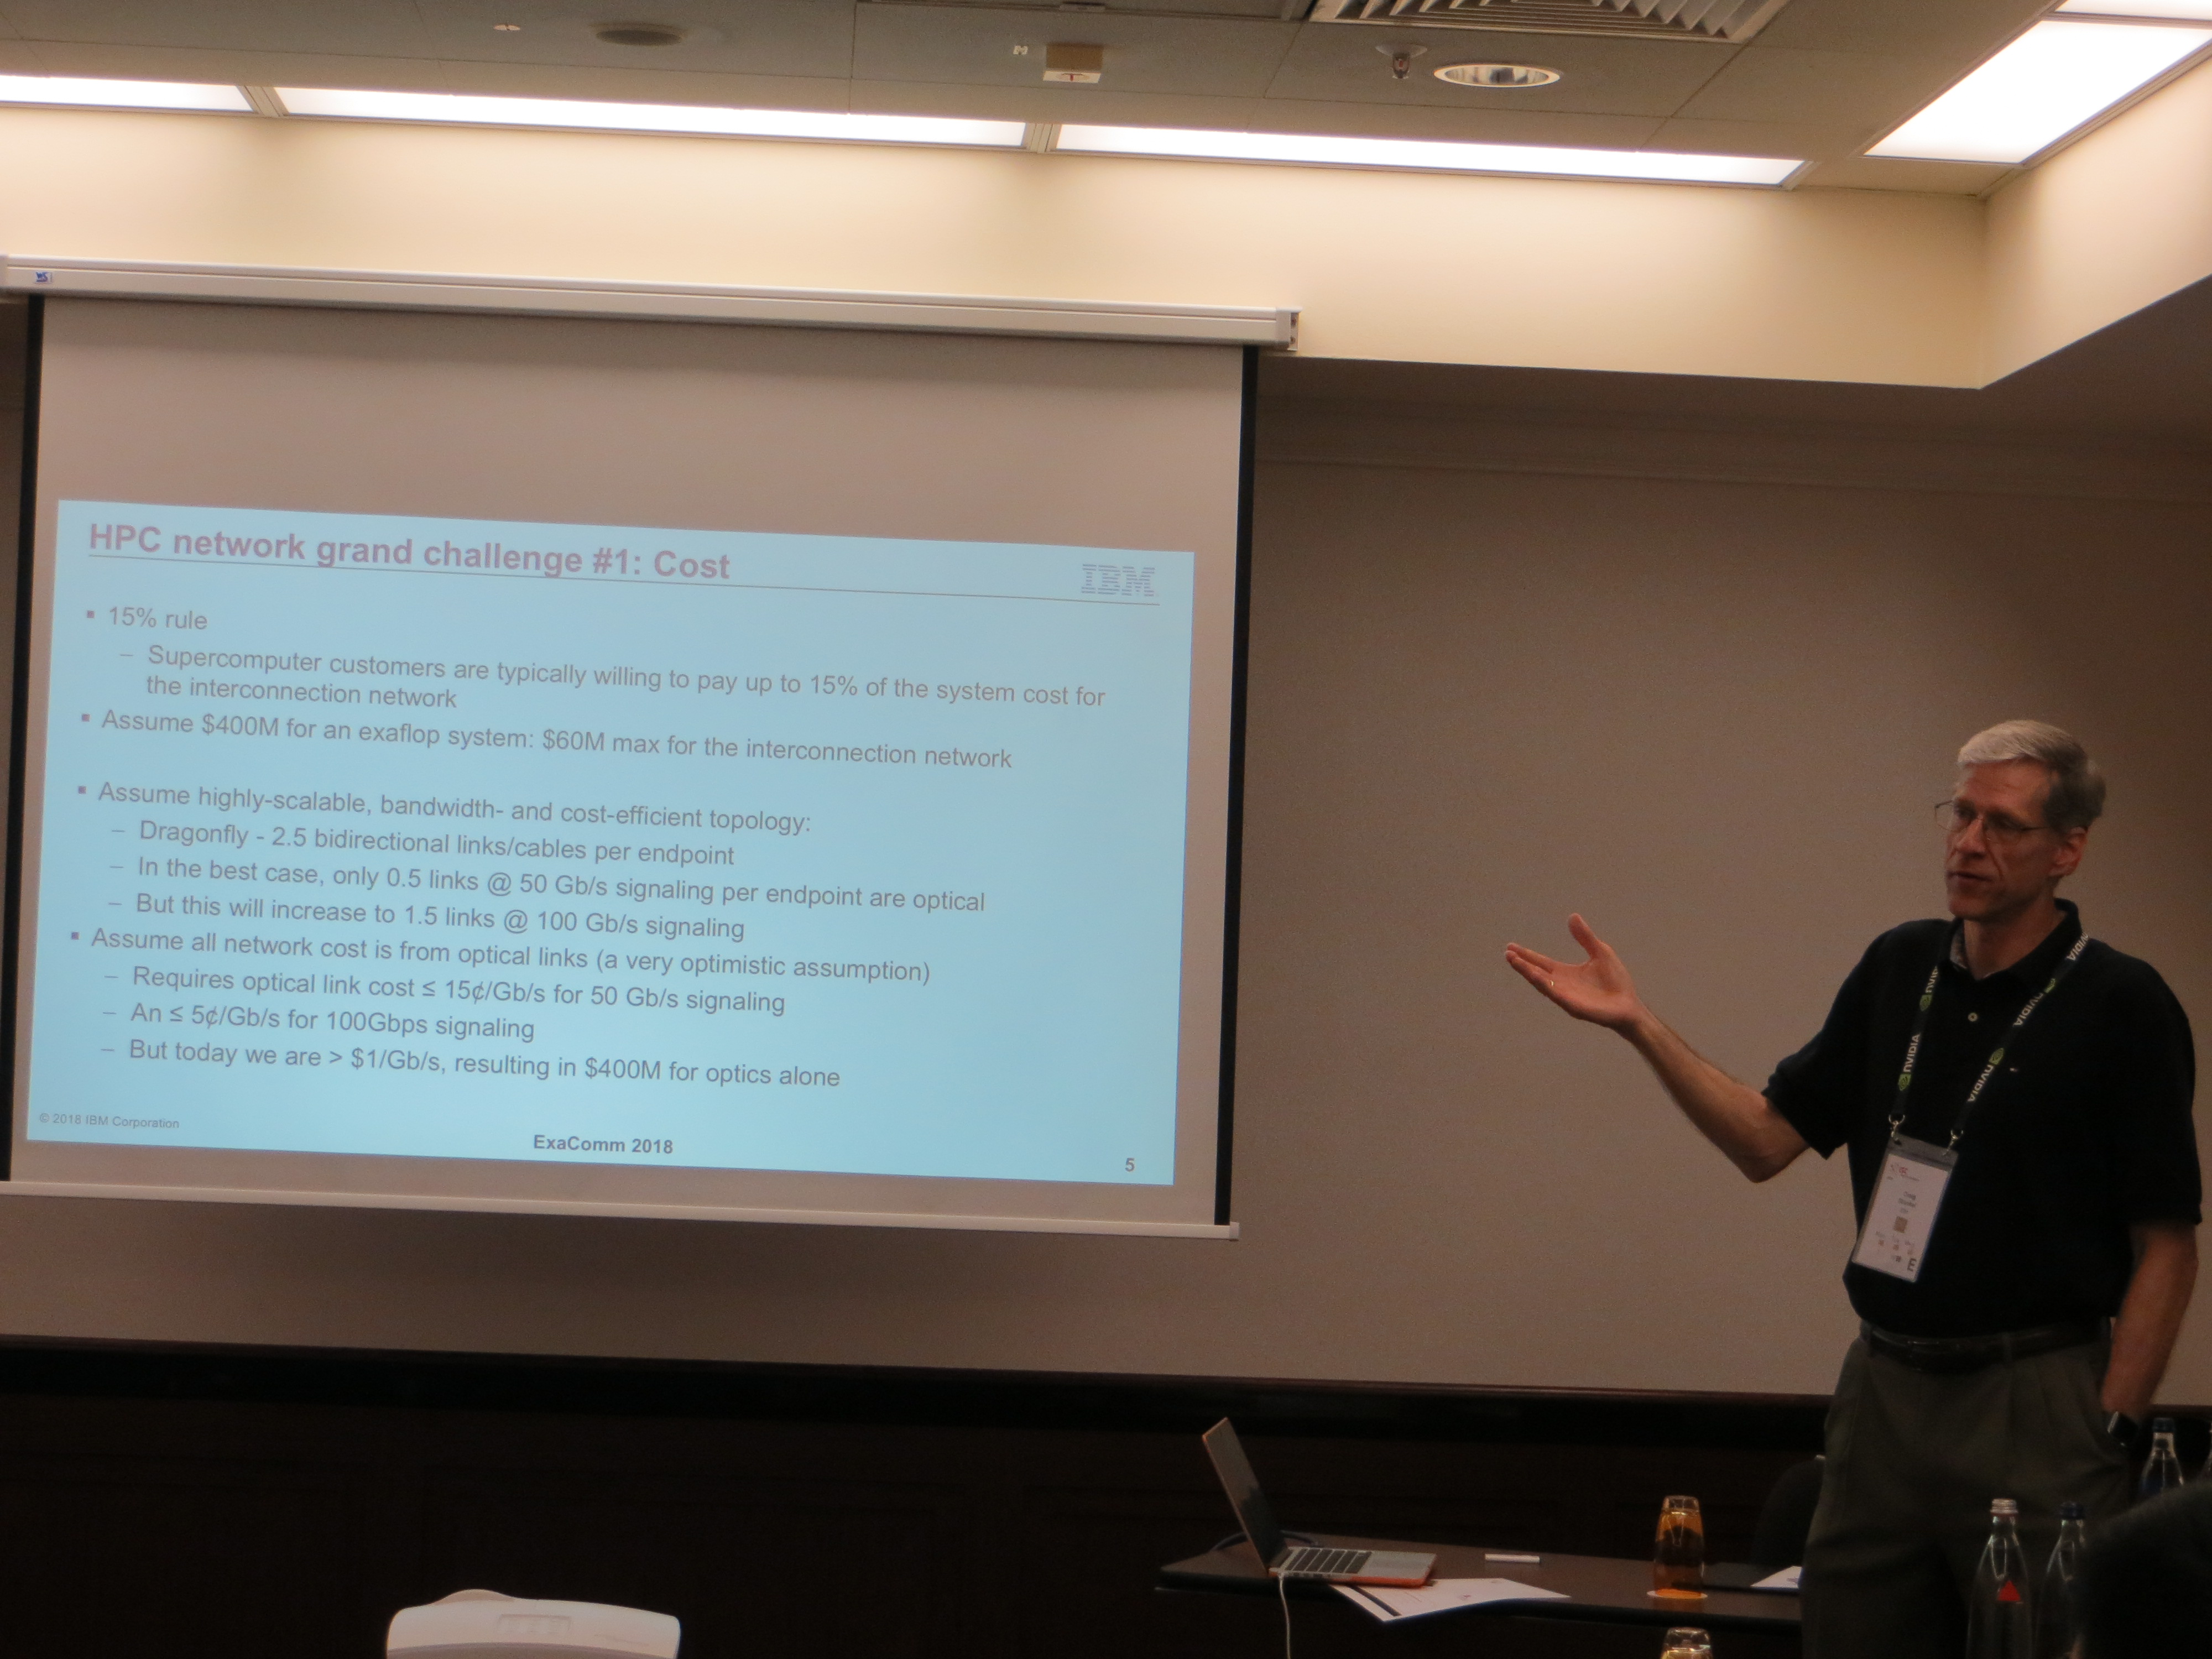 HPC network grand challenge #1: Cost
IBM
▪ 15% rule
– Supercomputer customers are typically willing to pay up to 15% of the system cost for
the interconnection network
▪ Assume $400M for an exaflop system: $60M max for the interconnection network
▪ Assume highly-scalable, bandwidth- and cost-efficient topology:
– Dragonfly - 2.5 bidirectional links/cables per endpoint
– In the best case, only 0.5 links @ 50 Gb/s signaling per endpoint are optical
– But this will increase to 1.5 links @ 100 Gb/s signaling
▪ Assume all network cost is from optical links (a very optimistic assumption)
– Requires optical link cost ≤ 15¢/Gb/s for 50 Gb/s signaling
– An ≤ 5¢/Gb/s for 100Gbps signaling
– But today we are > $1/Gb/s, resulting in $400M for optics alone
© 2018 IBM Corporation
ExaComm 2018
5
NVIDIA
NVIDIA
NVIDIA
NVIDIA
NVIDIA